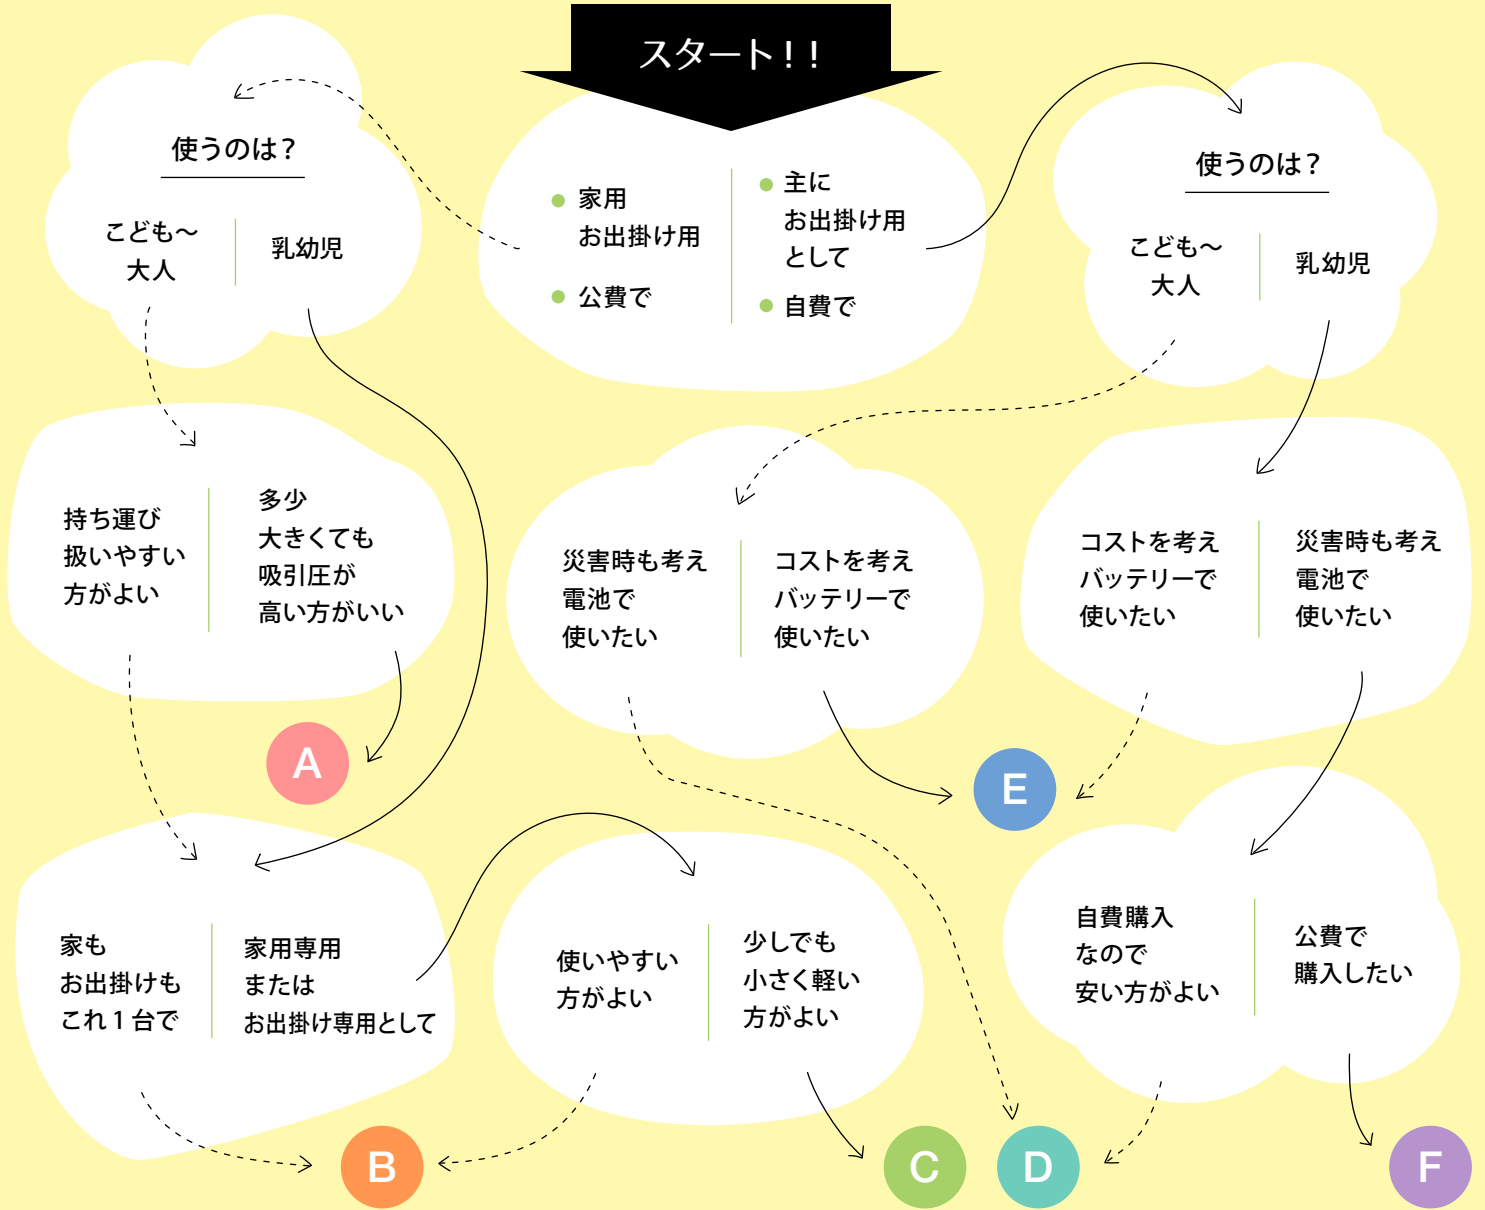 スタート！！
使うのは？
こども～
大人
乳幼児
家用
お出掛け用
公費で
主に
お出掛け用
として
自費で
使うのは？
こども～
大人
乳幼児
持ち運び
扱いやすい
方がよい
多少
大きくても
吸引圧が
高い方がいい
災害時も考え
電池で
使いたい
コストを考え
バッテリーで
使いたい
コストを考え
バッテリーで
使いたい
災害時も考え
電池で
使いたい
A
E
家も
お出掛けも
これ1台で
家用専用
または
お出掛け専用として
使いやすい
方がよい
少しでも
小さく軽い
方がよい
自費購入
なので
安い方がよい
公費で
購入したい
B
C
D
F